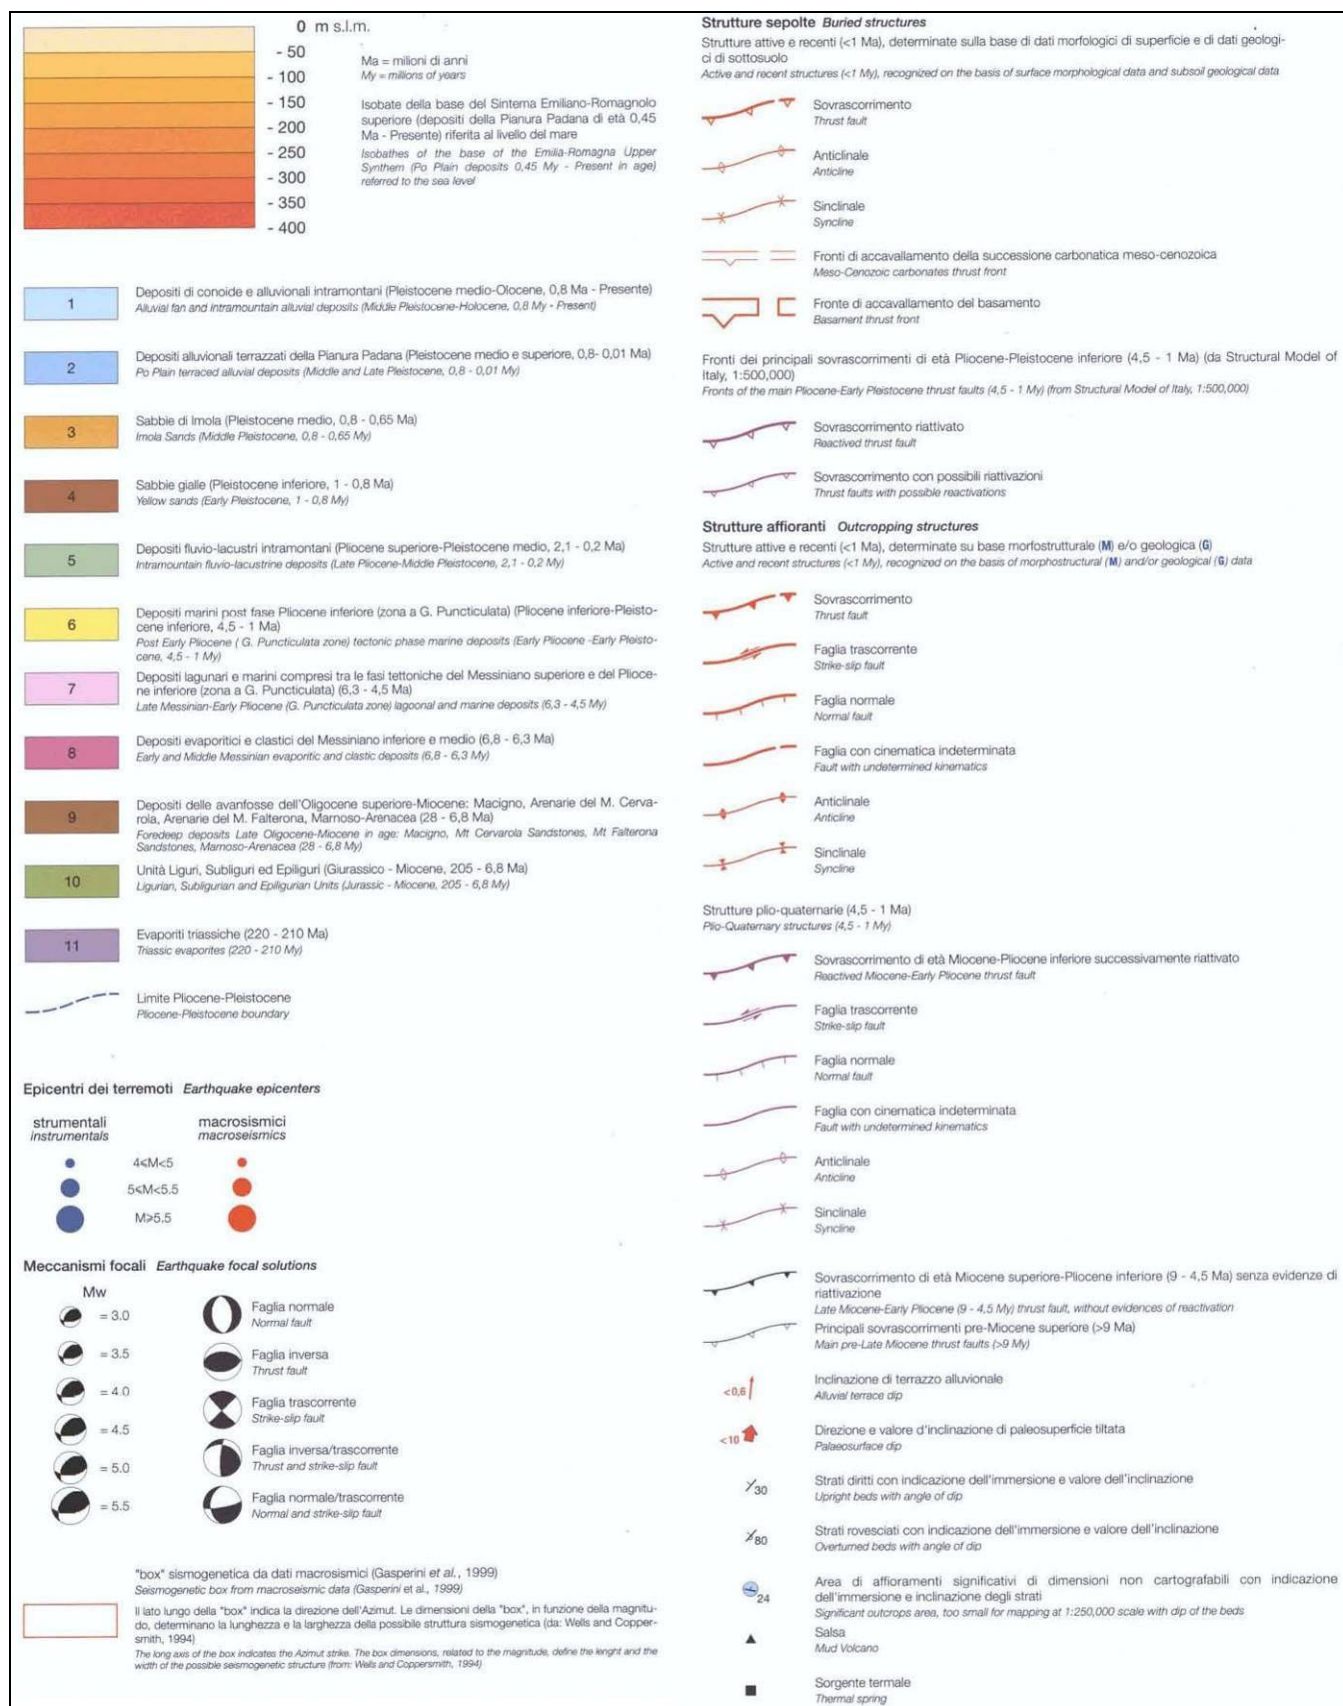 0 m s.l.m.
- 50
- 100
- 150
- 200
- 250
- 300
- 350
- 400
Ma = milioni di anni
My = millions of years
Isobate della base del Sintema Emiliano-Romagnolo
superiore (depositi della Pianura Padana di età 0,45
Ma - Presente) riferita al livello del mare
Isobathes of the base of the Emilia-Romagna Upper
Synthem (Po Plain deposits 0,45 My - Present in age)
referred to the sea level
1
Depositi di conoide e alluvionali intramontani (Pleistocene medio-Olocene, 0,8 Ma - Presente)
Alluvial fan and intramountain alluvial deposits (Middle Pleistocene-Holocene, 0,8 My - Present)
2
Depositi alluvionali terrazzati della Pianura Padana (Pleistocene medio e superiore, 0,8- 0,01 Ma)
Po Plain terraced alluvial deposits (Middle and Late Pleistocene, 0,8 - 0,01 My)
3
Sabbie di Imola (Pleistocene medio, 0,8 - 0,65 Ma)
Imola Sands (Middle Pleistocene, 0,8 - 0,65 My)
4
Sabbie gialle (Pleistocene inferiore, 1 - 0,8 Ma)
Yellow sands (Early Pleistocene, 1 - 0,8 My)
5
Depositi fluvio-lacustri intramontani (Pliocene superiore-Pleistocene medio, 2,1 - 0,2 Ma)
Intramountain fluvio-lacustrine deposits (Late Pliocene-Middle Pleistocene, 2,1 - 0,2 My)
6
Depositi marini post fase Pliocene inferiore (zona a G. Puncticulata) (Pliocene inferiore-Pleisto-
cene inferiore, 4,5 - 1 Ma)
Post Early Pliocene ( G. Puncticulata zone) tectonic phase marine deposits (Early Pliocene -Early Pleisto-
cene, 4,5 - 1 My)
7
Depositi lagunari e marini compresi tra le fasi tettoniche del Messiniano superiore e del Plioce-
ne inferiore (zona a G. Puncticulata) (6,3 - 4,5 Ma)
Late Messinian-Early Pliocene (G. Puncticulata zone) lagoonal and marine deposits (6,3 - 4,5 My)
8
Depositi evaporitici e clastici del Messiniano inferiore e medio (6,8 - 6,3 Ma)
Early and Middle Messinian evaporitic and clastic deposits (6,8 - 6,3 My)
9
Depositi delle avanfosse dell'Oligocene superiore-Miocene: Macigno, Arenarie del M. Cerva-
rola, Arenarie del M. Falterona, Marnoso-Arenacea (28 - 6,8 Ma)
Foredeep deposits Late Oligocene-Miocene in age: Macigno, Mt Cervarola Sandstones, Mt Falterona
Sandstones, Marnoso-Arenacea (28 - 6,8 My)
10
Unità Liguri, Subliguri ed Epiliguri (Giurassico - Miocene, 205 - 6,8 Ma)
Ligurian, Subligurian and Epiligurian Units (Jurassic - Miocene, 205 - 6,8 My)
11
Evaporiti triassiche (220 - 210 Ma)
Triassic evaporites (220 - 210 My)
Limite Pliocene-Pleistocene
Pliocene-Pleistocene boundary
Epicentri dei terremoti Earthquake epicenters
strumentali
instrumentals
macrosismici
macroseismics
4≤M<5
5≤M<5.5
M≥5.5
Meccanismi focali Earthquake focal solutions
Mw
= 3.0
= 3.5
= 4.0
= 4.5
= 5.0
= 5.5
Faglia normale
Normal fault
Faglia inversa
Thrust fault
Faglia trascorrente
Strike-slip fault
Faglia inversa/trascorrente
Thrust and strike-slip fault
Faglia normale/trascorrente
Normal and strike-slip fault
"box" sismogenetica da dati macrosismici (Gasperini et al., 1999)
Seismogenetic box from macroseismic data (Gasperini et al., 1999)
Il lato lungo della "box" indica la direzione dell'Azimut. Le dimensioni della "box", in funzione della magnitu-
do, determinano la lunghezza e la larghezza della possibile struttura sismogenetica (da: Wells and Copper-
smith, 1994)
The long axis of the box indicates the Azimut strike. The box dimensions, related to the magnitude, define the lenght and the
width of the possible seismogenetic structure (from: Wells and Coppersmith, 1994)
Strutture sepolte Buried structures
Strutture attive e recenti (<1 Ma), determinate sulla base di dati morfologici di superficie e di dati geologi-
ci di sottosuolo
Active and recent structures (<1 My), recognized on the basis of surface morphological data and subsoil geological data
Sovrascorrimento
Thrust fault
Anticlinale
Anticline
Sinclinale
Syncline
Fronti di accavallamento della successione carbonatica meso-cenozoica
Meso-Cenozoic carbonates thrust front
Fronte di accavallamento del basamento
Basament thrust front
Fronti dei principali sovrascorrimenti di età Pliocene-Pleistocene inferiore (4,5 - 1 Ma) (da Structural Model of
Italy, 1:500,000)
Fronts of the main Pliocene-Early Pleistocene thrust faults (4,5 - 1 My) (from Structural Model of Italy, 1:500,000)
Sovrascorrimento riattivato
Reactived thrust fault
Sovrascorrimento con possibili riattivazioni
Thrust faults with possible reactivations
Strutture affioranti Outcropping structures
Strutture attive e recenti (<1 Ma), determinate su base morfostrutturale (M) e/o geologica (G)
Active and recent structures (<1 My), recognized on the basis of morphostructural (M) and/or geological (G) data
Sovrascorrimento
Thrust fault
Faglia trascorrente
Strike-slip fault
Faglia normale
Normal fault
Faglia con cinematica indeterminata
Fault with undetermined kinematics
Anticlinale
Anticline
Sinclinale
Syncline
Strutture plio-quaternarie (4,5 - 1 Ma)
Plio-Quaternary structures (4,5 - 1 My)
Sovrascorrimento di età Miocene-Pliocene inferiore successivamente riattivato
Reactived Miocene-Early Pliocene thrust fault
Faglia trascorrente
Strike-slip fault
Faglia normale
Normal fault
Faglia con cinematica indeterminata
Fault with undetermined kinematics
Anticlinale
Anticline
Sinclinale
Syncline
Sovrascorrimento di età Miocene superiore-Pliocene inferiore (9 - 4,5 Ma) senza evidenze di
riattivazione
Late Miocene-Early Pliocene (9 - 4,5 My) thrust fault, without evidences of reactivation
Principali sovrascorrimenti pre-Miocene superiore (>9 Ma)
Main pre-Late Miocene thrust faults (>9 My)
<0,6
Inclinazione di terrazzo alluvionale
Alluvial terrace dip
<10
Direzione e valore d'inclinazione di paleosuperficie tiltata
Palaeosurface dip
30
Strati diritti con indicazione dell'immersione e valore dell'inclinazione
Upright beds with angle of dip
80
Strati rovesciati con indicazione dell'immersione e valore dell'inclinazione
Overturned beds with angle of dip
24
Area di affioramenti significativi di dimensioni non cartografabili con indicazione
dell'immersione e inclinazione degli strati
Significant outcrops area, too small for mapping at 1:250,000 scale with dip of the beds
Salsa
Mud Volcano
Sorgente termale
Thermal spring